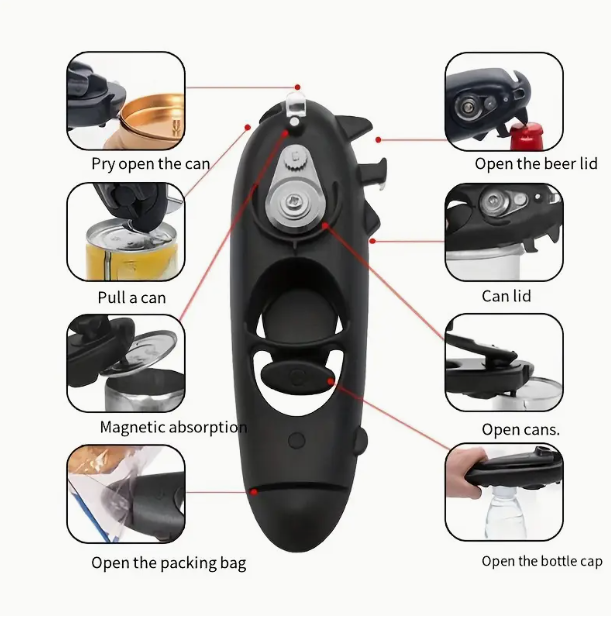 Pry open the can
Open the beer lid
Pull a can
Can lid
Magnetic absorption
Open cans.
Open the packing bag
Open the bottle cap